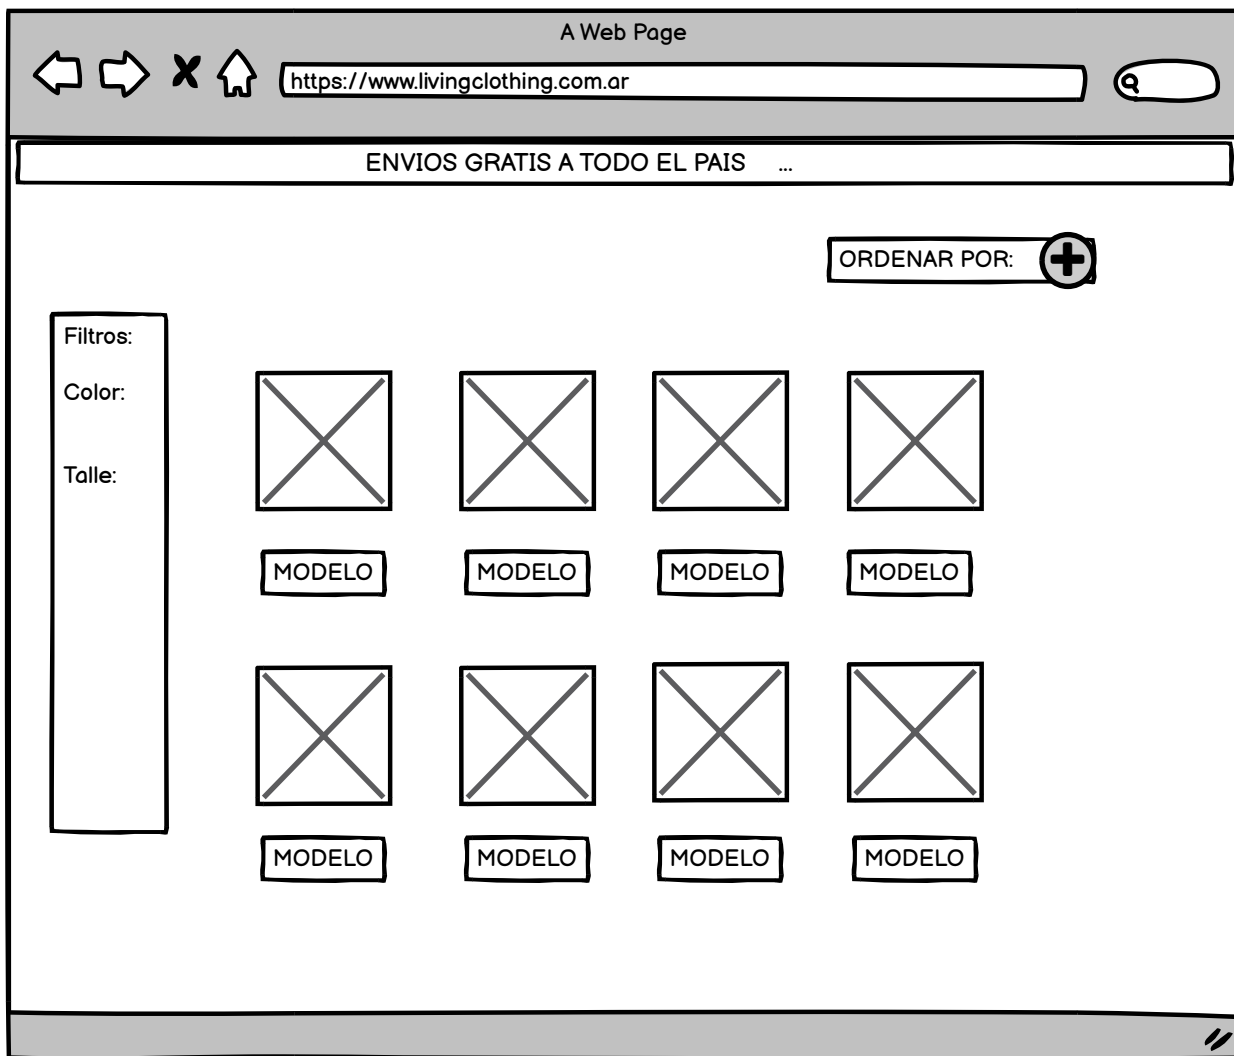 A Web Page
https://www.livingclothing.com.ar
ENVIOS GRATIS A TODO EL PAIS ...
ORDENAR POR:
Filtros:
Color:
Talle:
MODELO MODELO MODELO MODELO
MODELO MODELO MODELO MODELO